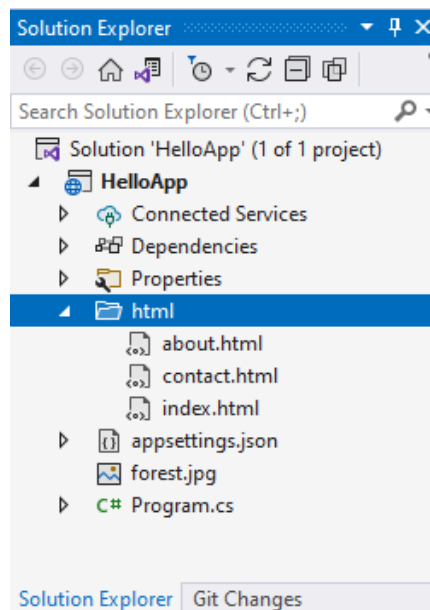 Solution Explorer
Search Solution Explorer (Ctrl+;)
Solution 'HelloApp' (1 of 1 project)
HelloApp
Connected Services
Dependencies
Properties
html
about.html
contact.html
index.html
appsettings.json
forest.jpg
C# Program.cs
Solution Explorer Git Changes